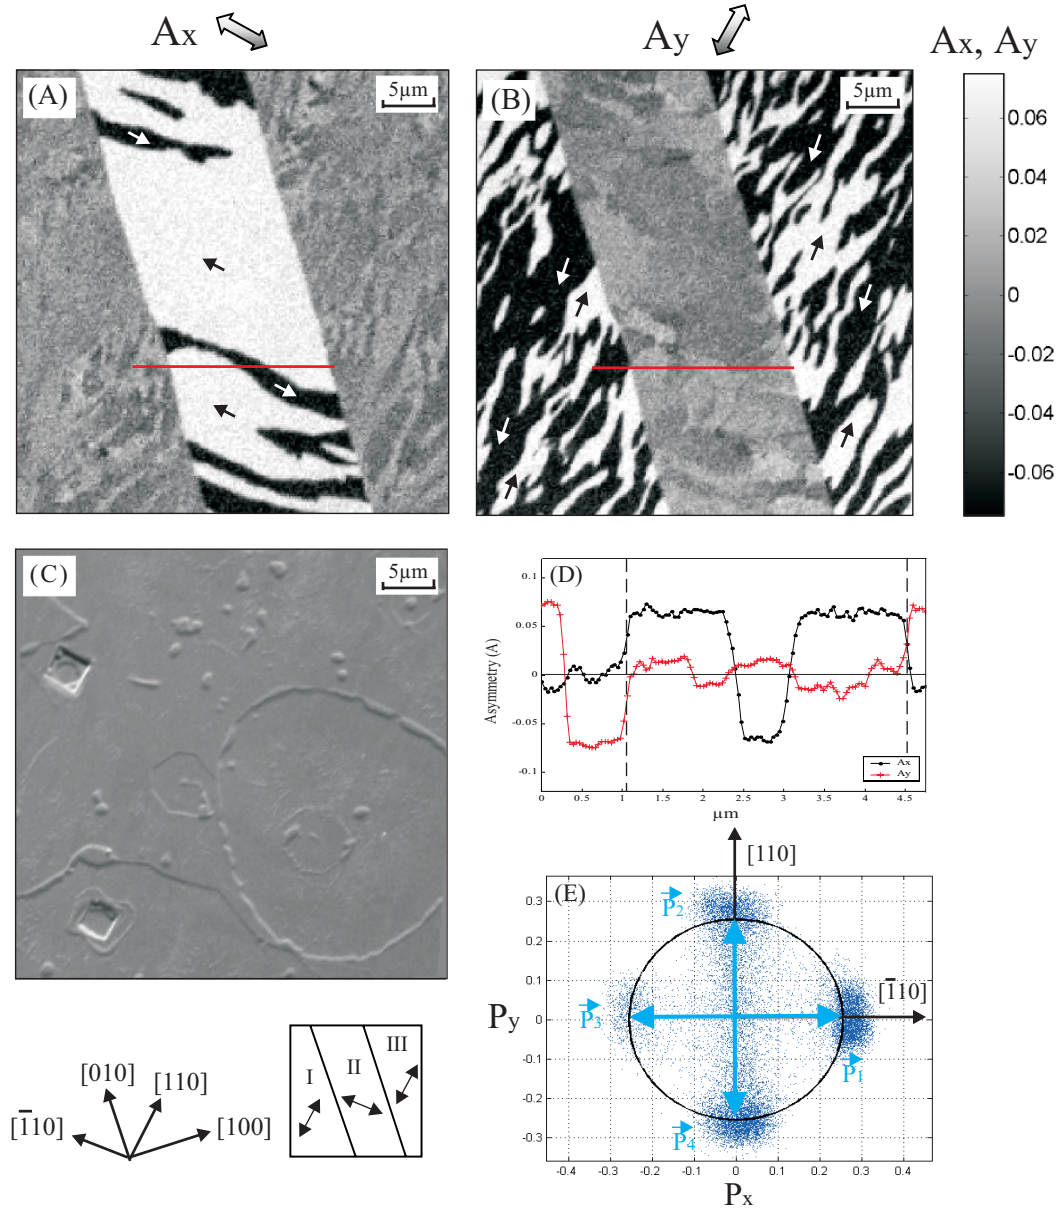 Ax
Ay
Ax, Ay
(A)
5μm
(B)
5μm
0.06
0.04
0.02
0
-0.02
-0.04
-0.06
(C)
5μm
(D)
0.1
0.05
0
-0.05
-0.1
Asymmetry (A)
Ax
Ay
0 0.5 1 1.5 2 2.5 3 3.5 4 4.5
μm
[110]
(E)
P2
P3
P1
P4
[1̄10]
Py
0.3
0.2
0.1
0
-0.1
-0.2
-0.3
-0.4 -0.3 -0.2 -0.1 0 0.1 0.2 0.3 0.4
Px
[1̄10]
[010]
[110]
[100]
I
II
III